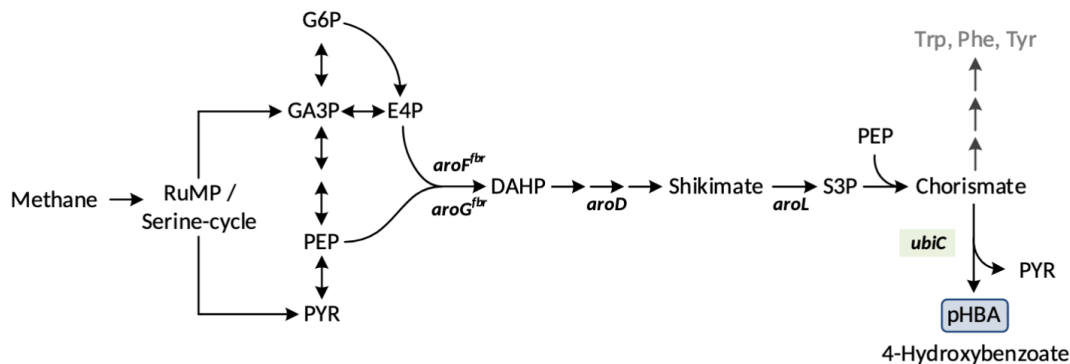 G6P
Trp, Phe, Tyr
GA3P
E4P
PEP
aroF^fbr
Methane
RuMP /
Serine-cycle
DAHP
Shikimate
S3P
Chorismate
aroG^fbr
aroD
aroL
PEP
ubiC
PYR
PYR
pHBA
4-Hydroxybenzoate